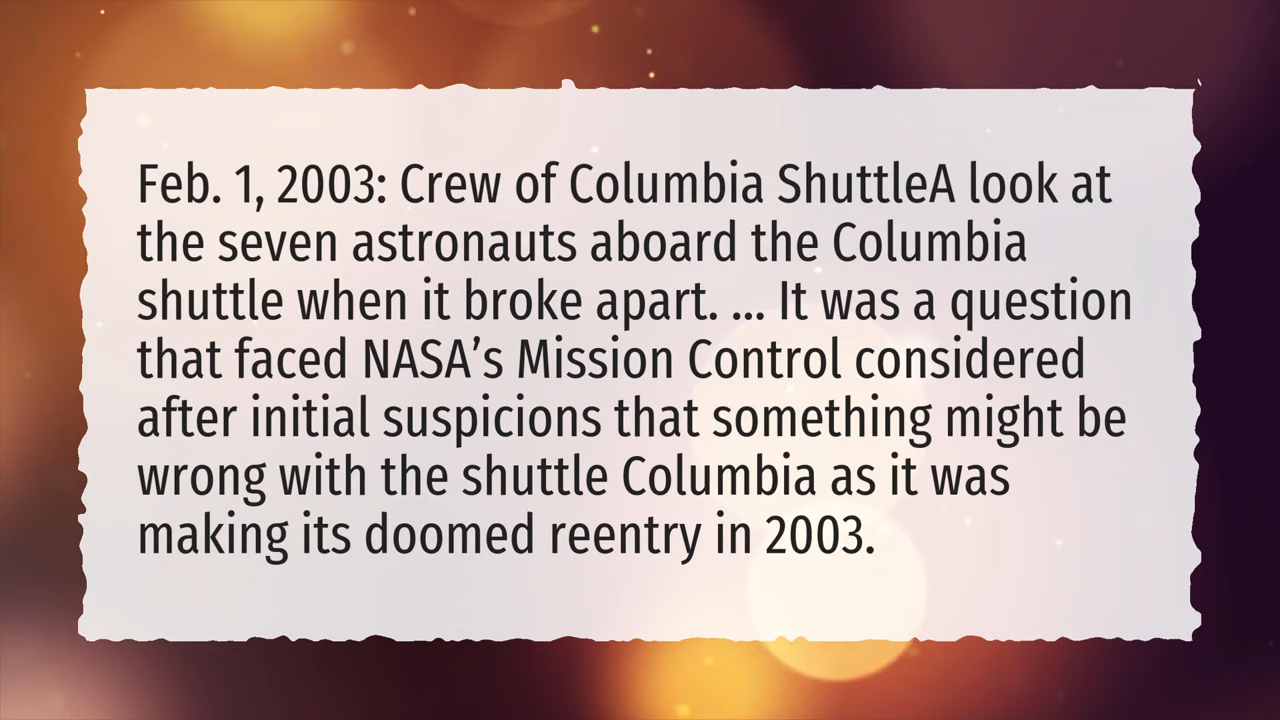 Feb. 1, 2003: Crew of Columbia ShuttleA look at
the seven astronauts aboard the Columbia
shuttle when it broke apart. ... It was a question
that faced NASA’s Mission Control considered
after initial suspicions that something might be
wrong with the shuttle Columbia as it was
making its doomed reentry in 2003.